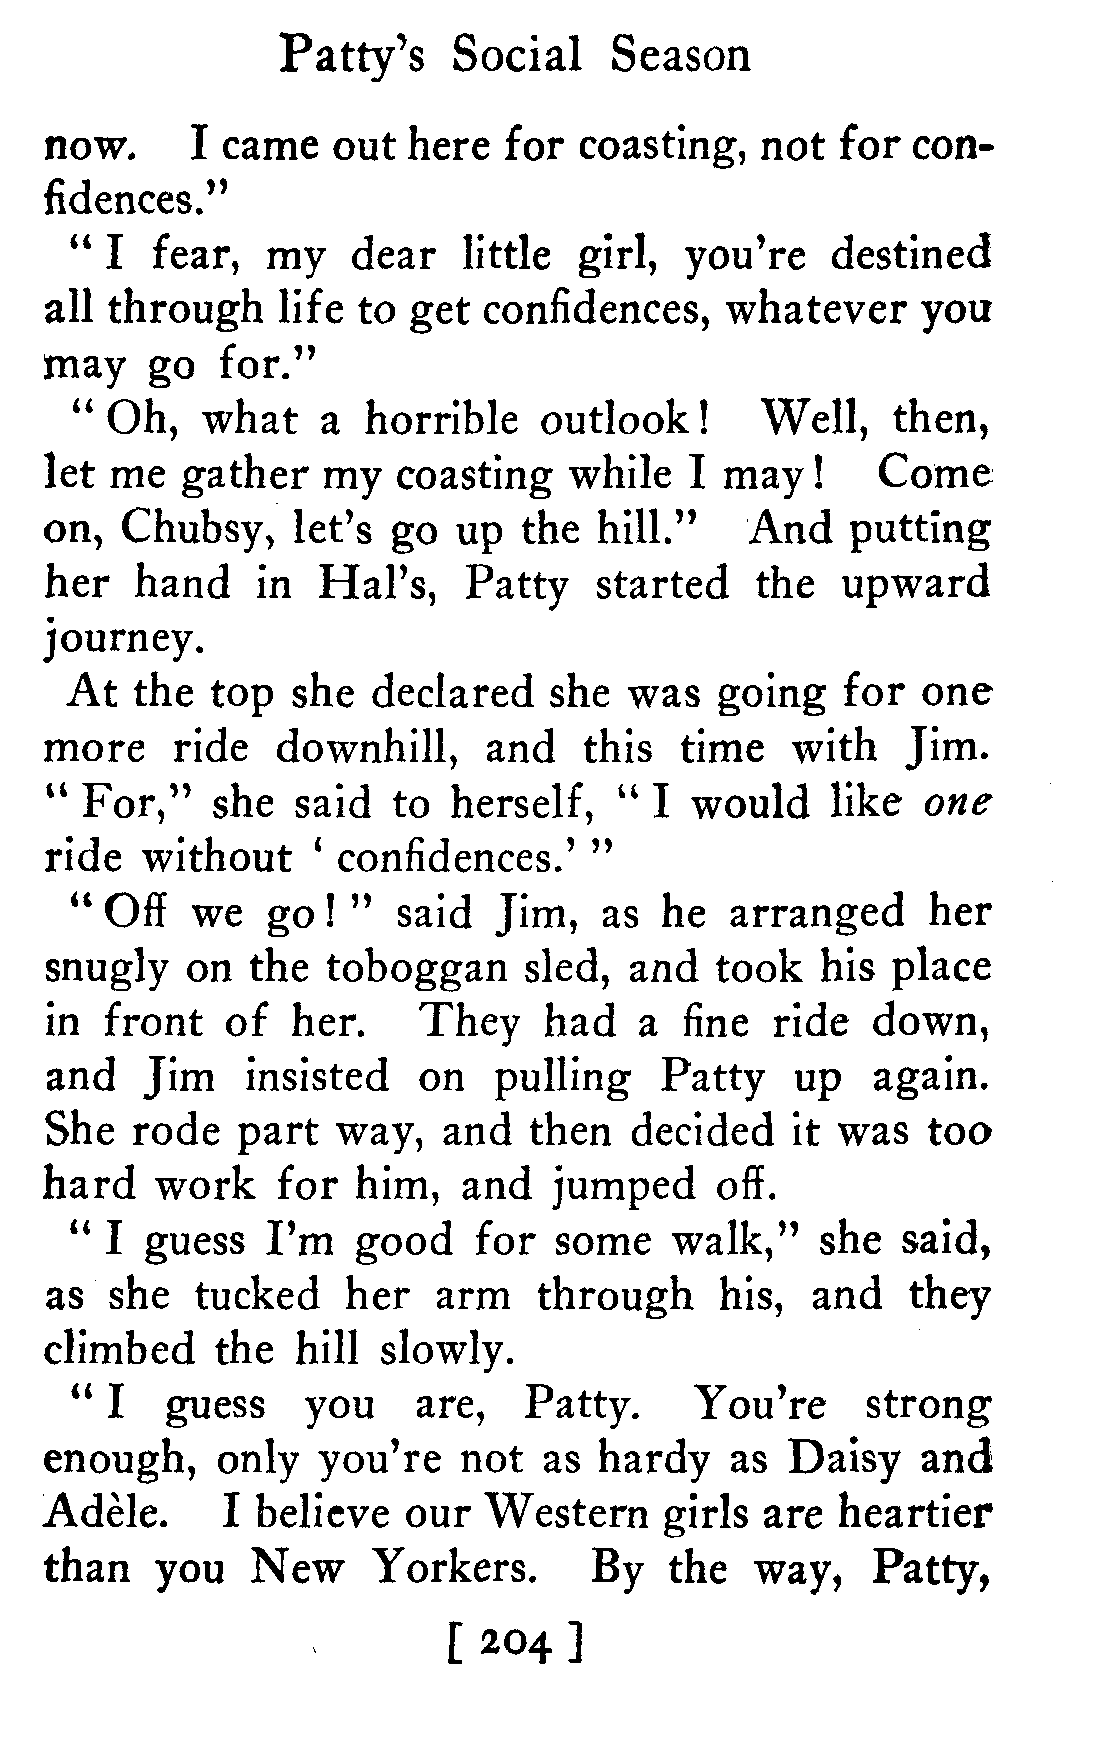 Patty's Social Season
now. I came out here for coasting, not for con-
fidences."
" I fear, my dear little girl, you're destined
all through life to get confidences, whatever you
may go for."
" Oh, what a horrible outlook! Well, then,
let me gather my coasting while I may! Come
on, Chubsy, let's go up the hill." And putting
her hand in Hal's, Patty started the upward
journey.
At the top she declared she was going for one
more ride downhill, and this time with Jim.
" For," she said to herself, " I would like one
ride without ' confidences.' "
" Off we go! " said Jim, as he arranged her
snugly on the toboggan sled, and took his place
in front of her. They had a fine ride down,
and Jim insisted on pulling Patty up again.
She rode part way, and then decided it was too
hard work for him, and jumped off.
" I guess I'm good for some walk," she said,
as she tucked her arm through his, and they
climbed the hill slowly.
" I guess you are, Patty. You're strong
enough, only you're not as hardy as Daisy and
Adèle. I believe our Western girls are heartier
than you New Yorkers. By the way, Patty,
[ 204 ]